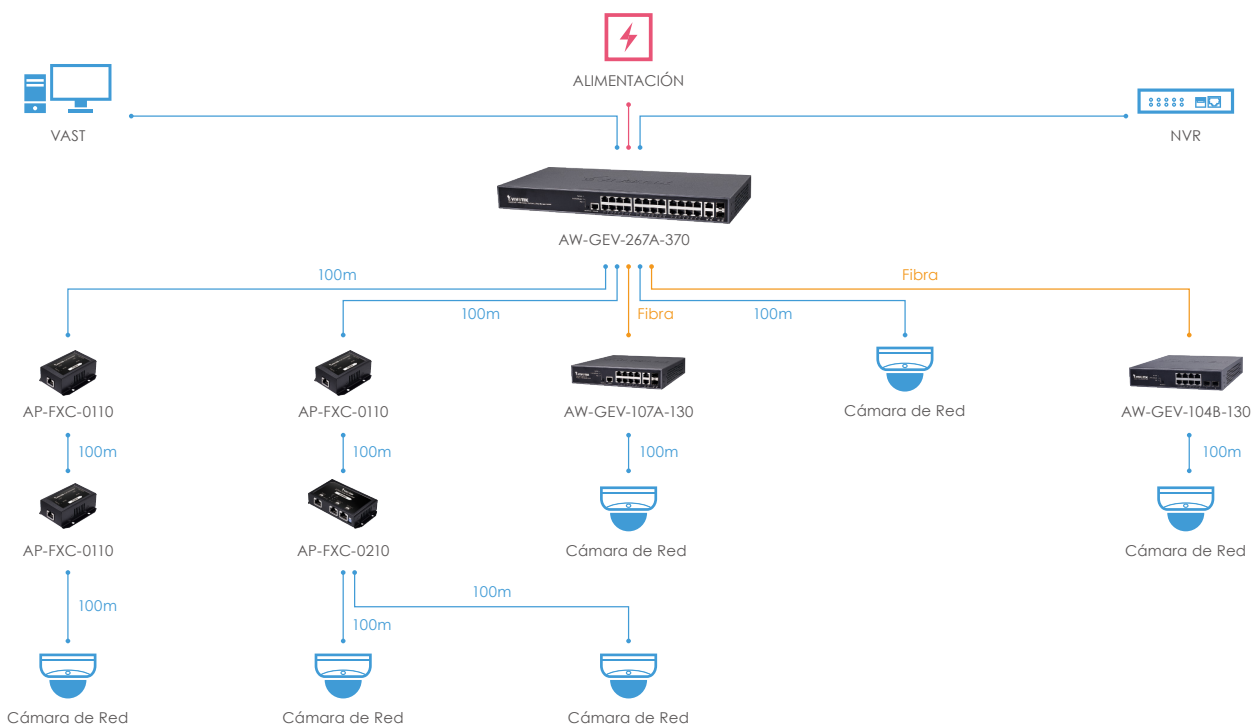 ALIMENTACIÓN
VAST
NVR
VIVOTEK
AW-GEV-267A-370
100m
Fibra
100m
Fibra
100m
AP-FXC-0110
AP-FXC-0110
AW-GEV-107A-130
Cámara de Red
AW-GEV-104B-130
100m
100m
100m
100m
AP-FXC-0110
AP-FXC-0210
Cámara de Red
Cámara de Red
100m
100m
100m
Cámara de Red
Cámara de Red
Cámara de Red